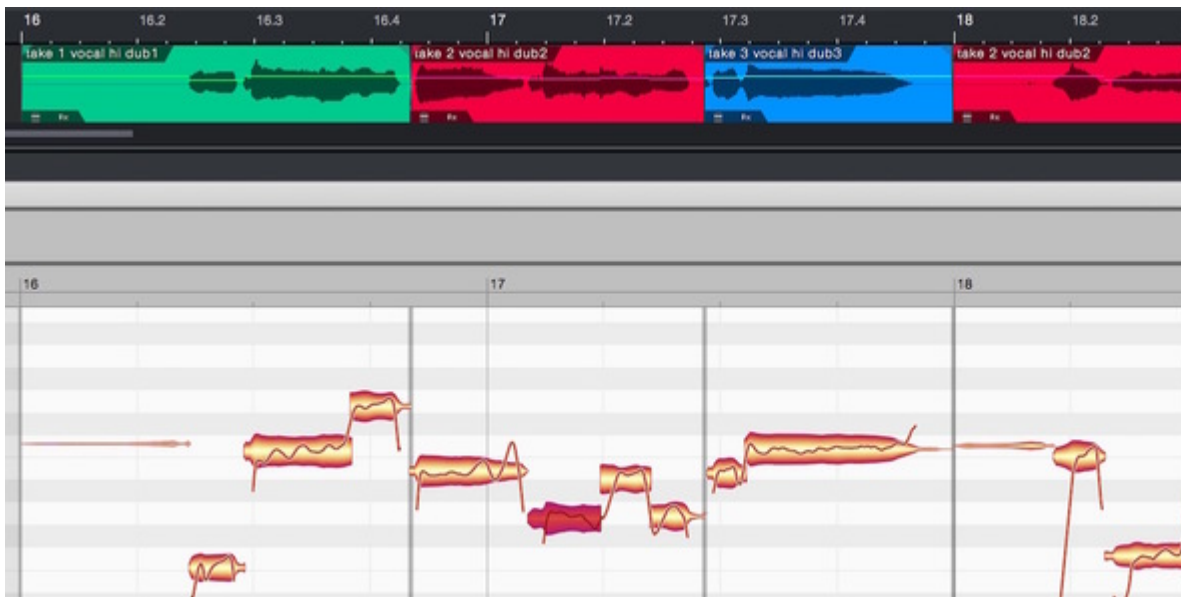 16 16.2 16.3 16.4 17 17.2 17.3 17.4 18 18.2
take 1 vocal hi dub1 take 2 vocal hi dub2 take 3 vocal hi dub3 take 2 vocal hi dub2
16 17 18